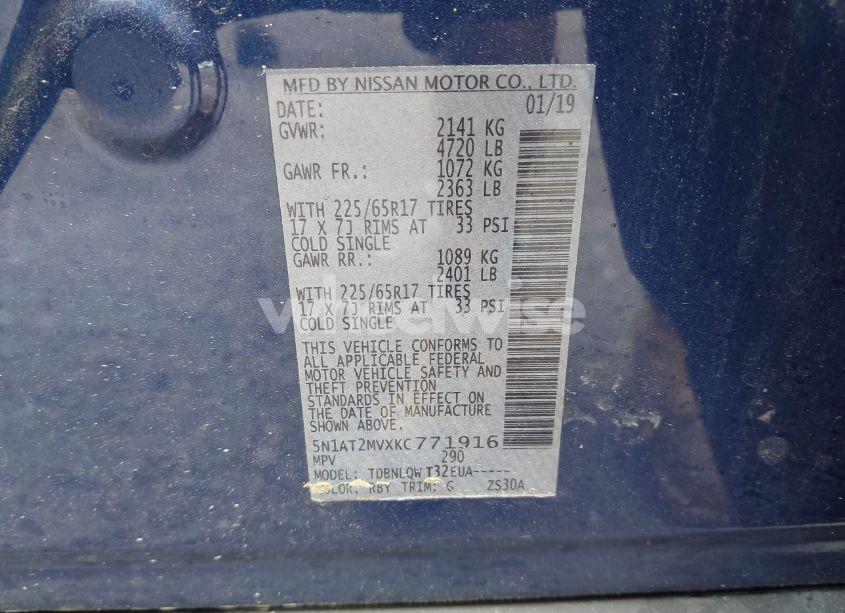 MFD BY NISSAN MOTOR CO., LTD.
DATE: 01/19
GVWR: 2141 KG
4720 LB
GAWR FR.: 1072 KG
2363 LB
WITH 225/65R17 TIRES
17 X 7J RIMS AT 33 PSI
COLD SINGLE
GAWR RR.: 1089 KG
2401 LB
WITH 225/65R17 TIRES
17 X 7J RIMS AT 33 PSI
COLD SINGLE
THIS VEHICLE CONFORMS TO
ALL APPLICABLE FEDERAL
MOTOR VEHICLE SAFETY AND
THEFT PREVENTION
STANDARDS IN EFFECT ON
THE DATE OF MANUFACTURE
SHOWN ABOVE.
5N1AT2MVXKC771916
MPV 290
MODEL: TDBNLQWT32EUA-----
COLOR: RBY TRIM: G ZS30A